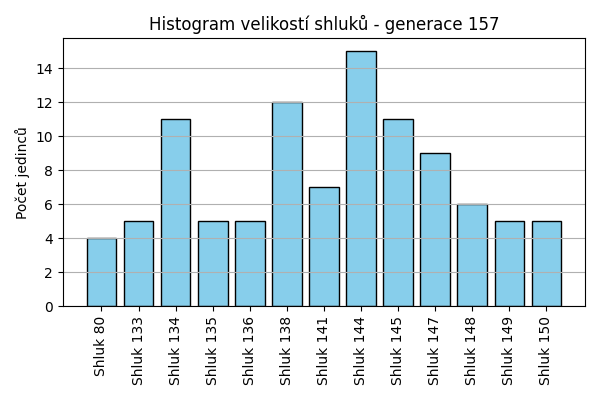 Histogram velikostí shluků - generace 157
Počet jedinců
14
12
10
8
6
4
2
0
Shluk 80
Shluk 133
Shluk 134
Shluk 135
Shluk 136
Shluk 138
Shluk 141
Shluk 144
Shluk 145
Shluk 147
Shluk 148
Shluk 149
Shluk 150